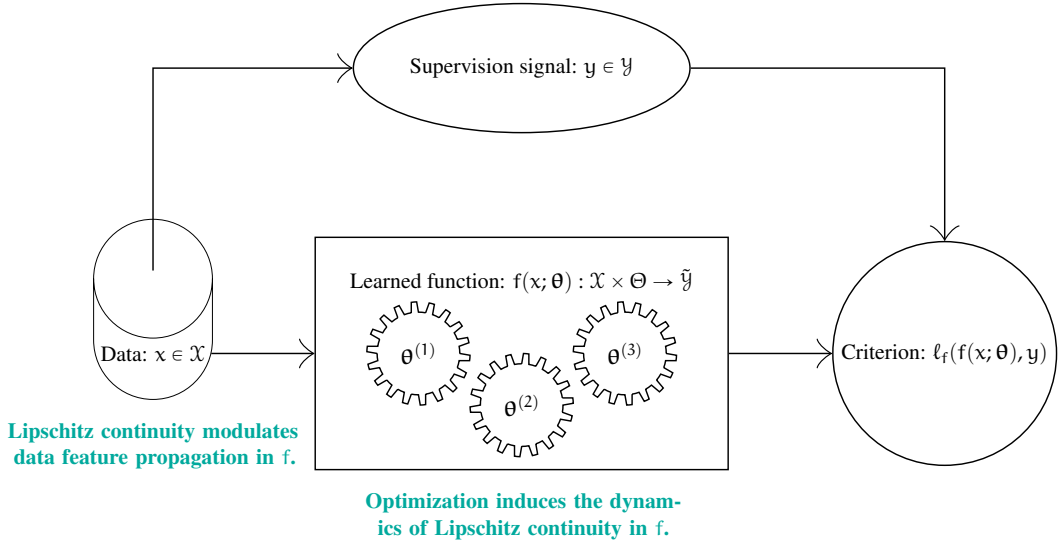 Supervision signal: y ∈ 𝒴
Learned function: f(x; θ) : 𝒳 × Θ → 𝒴̃
Data: x ∈ 𝒳
θ⁽¹⁾
θ⁽²⁾
θ⁽³⁾
Criterion: ℓ_f(f(x; θ), y)
Lipschitz continuity modulates
data feature propagation in f.
Optimization induces the dynam-
ics of Lipschitz continuity in f.